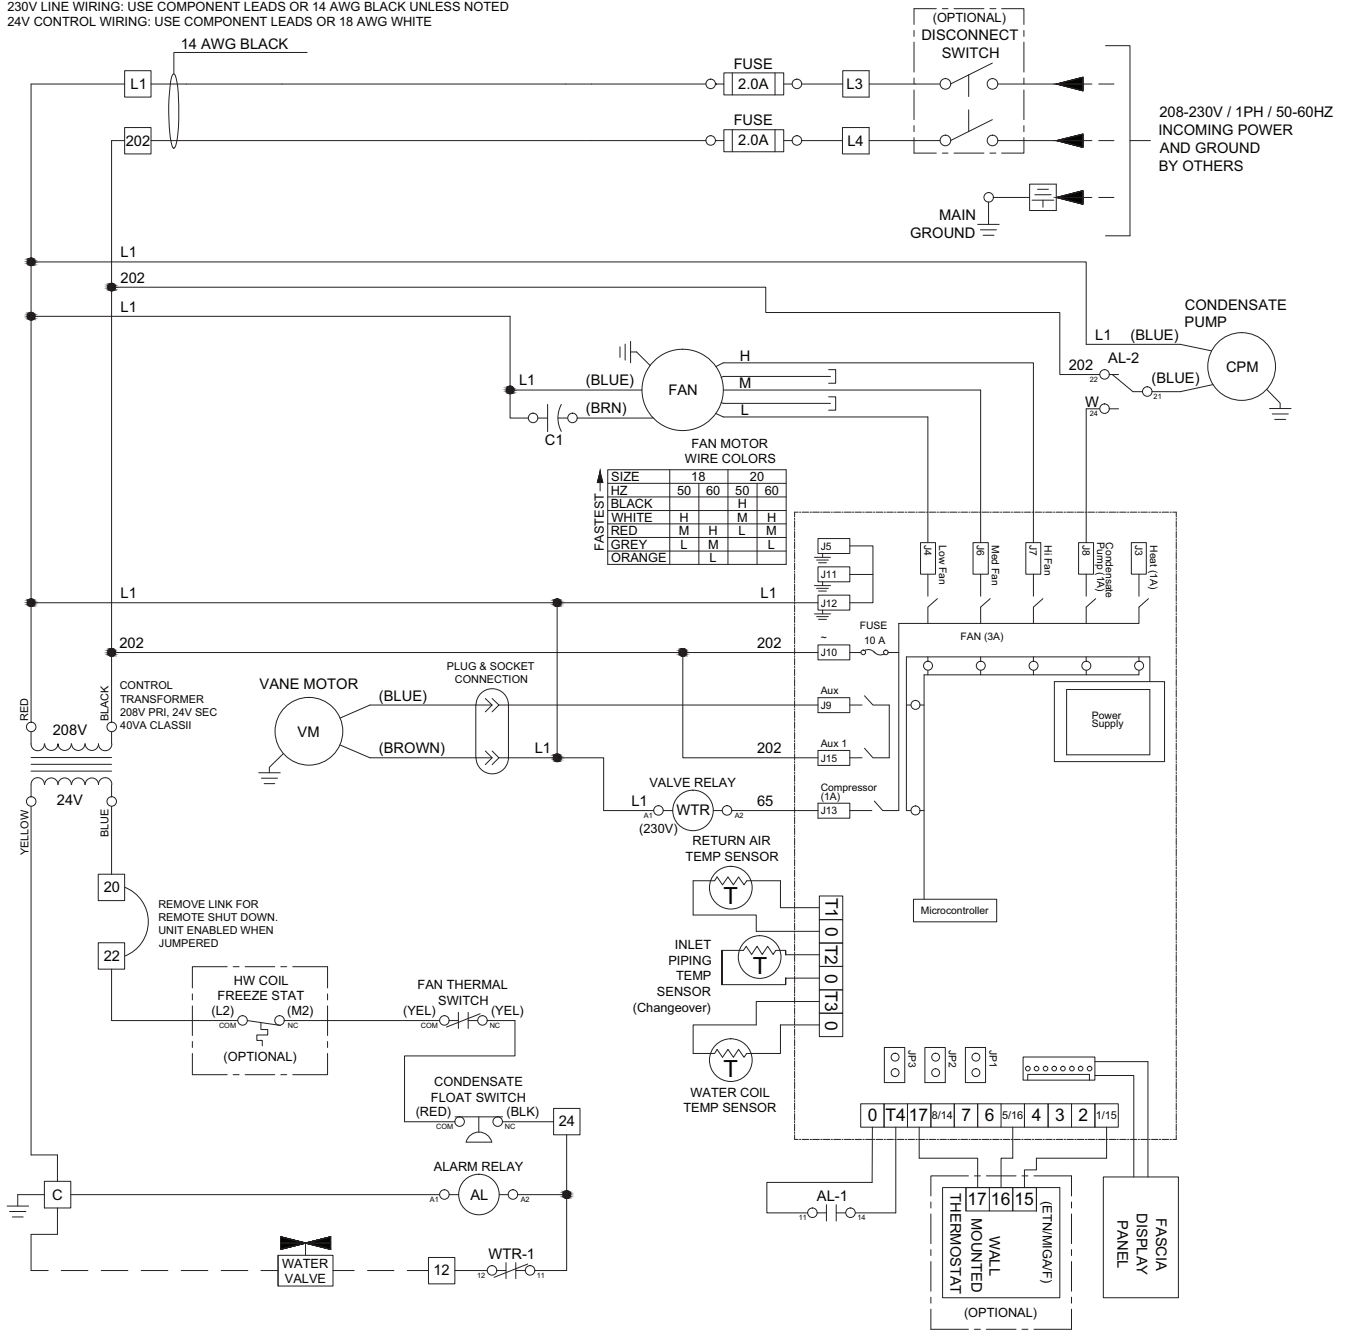 230V LINE WIRING: USE COMPONENT LEADS OR 14 AWG BLACK UNLESS NOTED
24V CONTROL WIRING: USE COMPONENT LEADS OR 18 AWG WHITE
14 AWG BLACK
(OPTIONAL)
DISCONNECT
SWITCH
L1
FUSE
2.0A
L3
202
FUSE
2.0A
L4
208-230V / 1PH / 50-60HZ
INCOMING POWER
AND GROUND
BY OTHERS
MAIN
GROUND
L1
202
L1
CONDENSATE
PUMP
L1 (BLUE)
202
AL-2
22
(BLUE)
21
CPM
W
24
L1
(BLUE)
(BRN)
C1
FAN
H
M
L
FAN MOTOR
WIRE COLORS
FASTEST
SIZE 18 20
HZ 50 60 50 60
BLACK H
WHITE H M H
RED M H L M
GREY L M L
ORANGE L
J5
J11
J12
J4
Low Fan
J6
Med Fan
J7
Hi Fan
J8
Condensate
Pump (1A)
J3
Heat (1A)
L1
L1
202
202
~
J10
FUSE
10 A
FAN (3A)
RED
BLACK
CONTROL
TRANSFORMER
208V PRI, 24V SEC
40VA CLASSII
208V
24V
YELLOW
BLUE
VANE MOTOR
VM
(BLUE)
(BROWN)
PLUG & SOCKET
CONNECTION
L1
Aux
J9
202
Aux 1
J15
Power
Supply
VALVE RELAY
L1
A1
WTR
A2
65
(230V)
Compressor
(1A)
J13
RETURN AIR
TEMP SENSOR
T
INLET
PIPING
TEMP
SENSOR
(Changeover)
T
T
WATER COIL
TEMP SENSOR
T1
0
T2
0
T3
0
Microcontroller
20
REMOVE LINK FOR
REMOTE SHUT DOWN.
UNIT ENABLED WHEN
JUMPERED
22
HW COIL
FREEZE STAT
(L2)
(M2)
COM
NC
(OPTIONAL)
FAN THERMAL
SWITCH
(YEL)
(YEL)
COM
NC
CONDENSATE
FLOAT SWITCH
(RED)
(BLK)
COM
NC
24
JP3
JP2
JP1
0 T4 17 8/14 7 6 5/16 4 3 2 1/15
C
ALARM RELAY
A1
AL
A2
AL-1
11
14
17 16 15
(ETN/MIGA/F)
WALL
MOUNTED
THERMOSTAT
(OPTIONAL)
FASCIA
DISPLAY
PANEL
WATER
VALVE
12
WTR-1
12
11